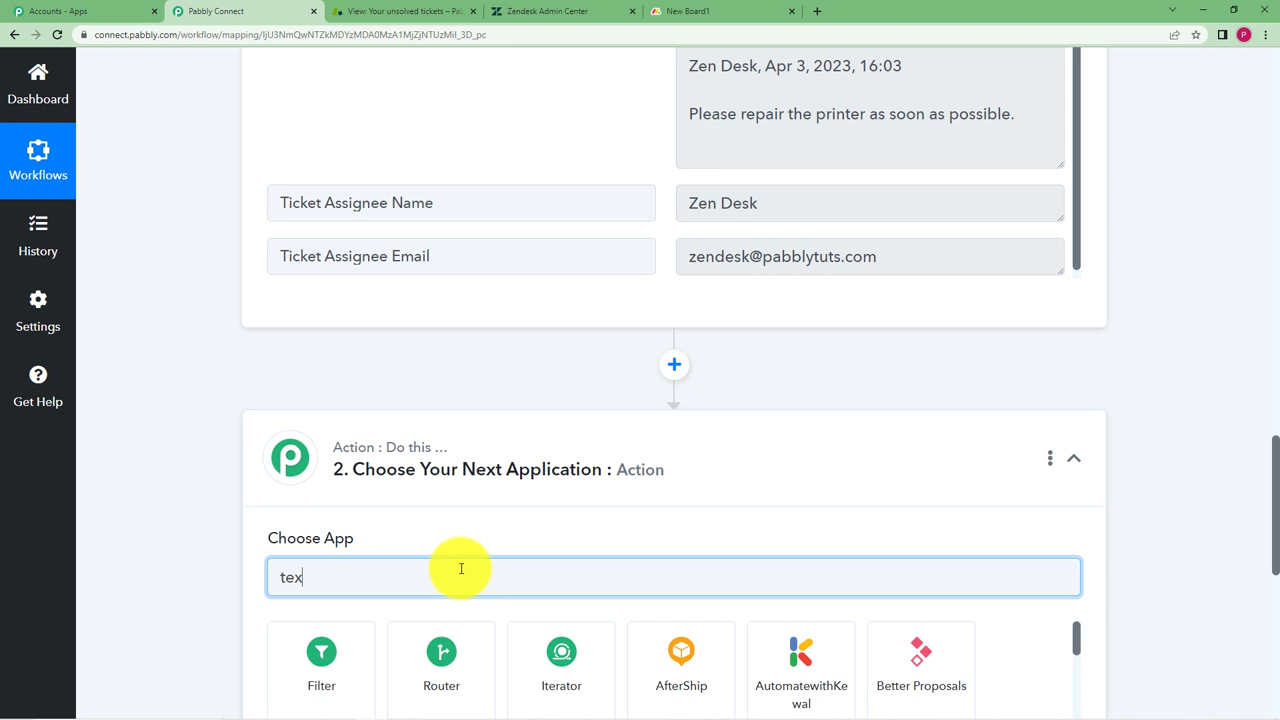 Accounts - Apps
Pabbly Connect
View: Your unsolved tickets – Pab
Zendesk Admin Center
New Board1
connect.pabbly.com/workflow/mapping/IjU3NmQwNTZkMDYzMDA0MzA1MjZjNTUzMiI_3D_pc
P
Dashboard
Workflows
History
Settings
Get Help
Zen Desk, Apr 3, 2023, 16:03
Please repair the printer as soon as possible.
Ticket Assignee Name
Zen Desk
Ticket Assignee Email
zendesk@pabblytuts.com
Action : Do this ...
2. Choose Your Next Application : Action
Choose App
tex
Filter
Router
Iterator
AfterShip
AutomatewithKe
wal
Better Proposals